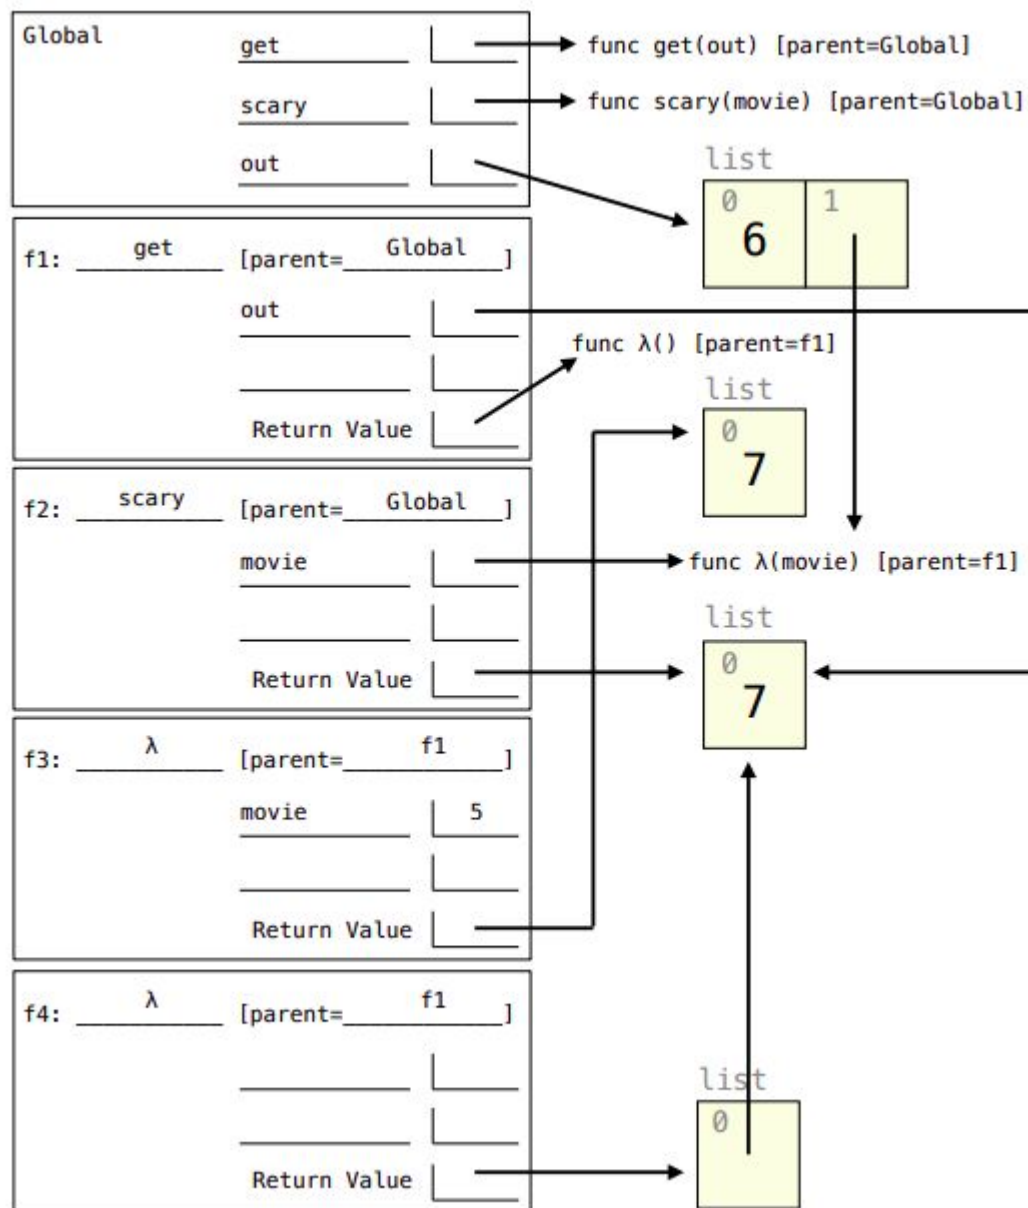 Global
get
func get(out) [parent=Global]
scary
func scary(movie) [parent=Global]
out
list
0 1
6
f1: get [parent=Global]
out
func λ() [parent=f1]
list
0
7
Return Value
f2: scary [parent=Global]
movie
func λ(movie) [parent=f1]
list
0
7
Return Value
f3: λ [parent=f1]
movie 5
Return Value
f4: λ [parent=f1]
list
0
Return Value